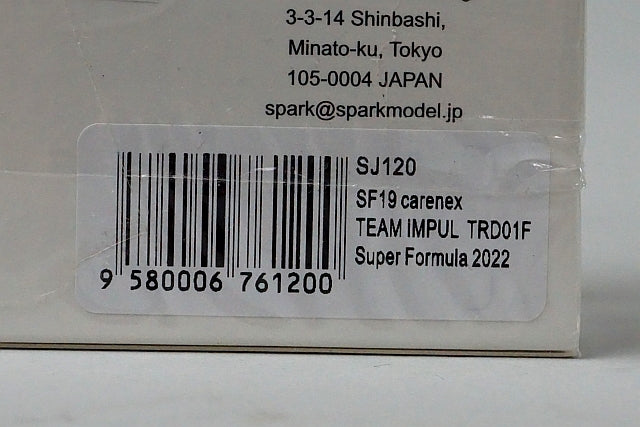 3-3-14 Shinbashi,
Minato-ku, Tokyo
105-0004 JAPAN
spark@sparkmodel.jp
SJ120
SF19 carenex
TEAM IMPUL TRD01F
Super Formula 2022
9 580006 761200